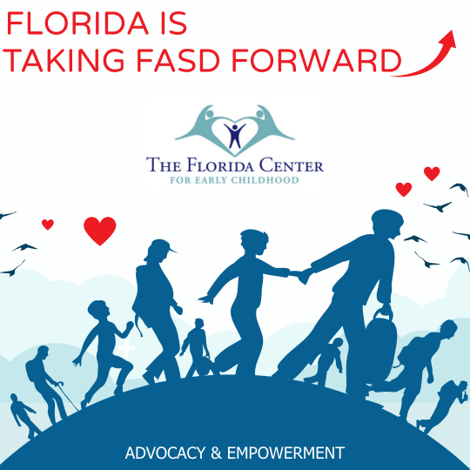 FLORIDA IS
TAKING FASD FORWARD
THE FLORIDA CENTER
FOR EARLY CHILDHOOD
ADVOCACY & EMPOWERMENT